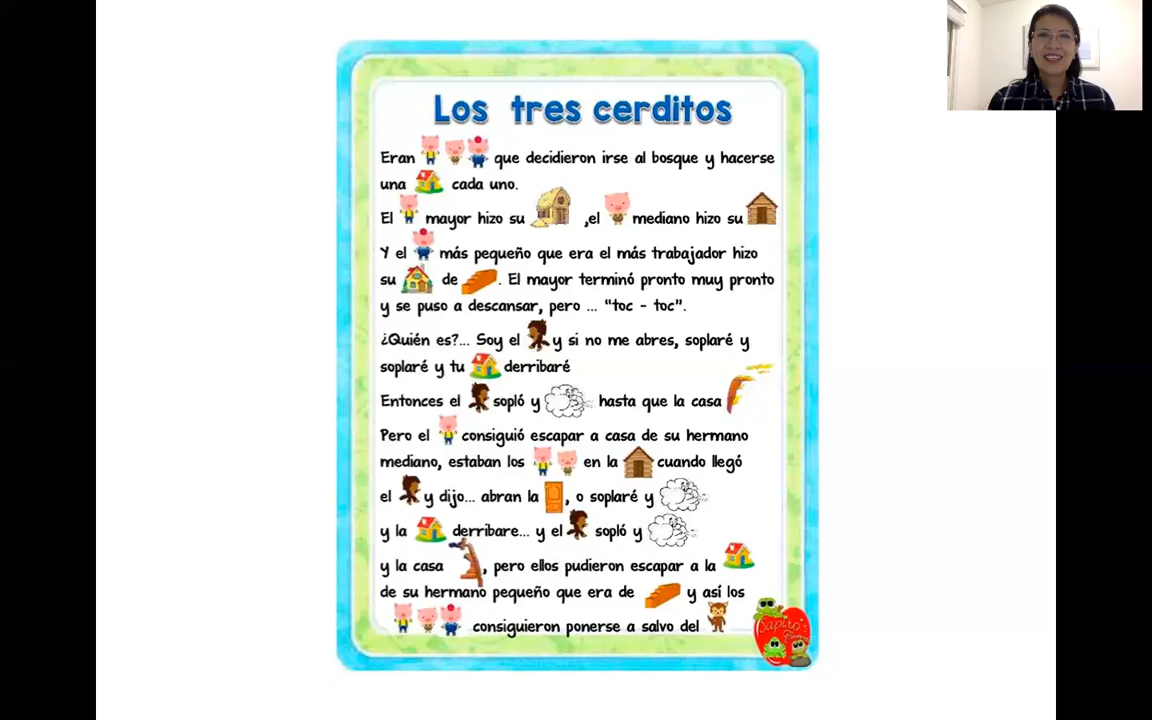 Los tres cerditos
Eran que decidieron irse al bosque y hacerse
una cada uno.
El mayor hizo su ,el mediano hizo su
Y el más pequeño que era el más trabajador hizo
su de . El mayor terminó pronto muy pronto
y se puso a descansar, pero ... "toc - toc".
¿Quién es?... Soy el y si no me abres, soplaré y
soplaré y tu derribaré
Entonces el sopló y hasta que la casa
Pero el consiguió escapar a casa de su hermano
mediano, estaban los en la cuando llegó
el y dijo... abran la , o soplaré y
y la derribare... y el sopló y
y la casa , pero ellos pudieron escapar a la
de su hermano pequeño que era de y así los
consiguieron ponerse a salvo del
Sapito's